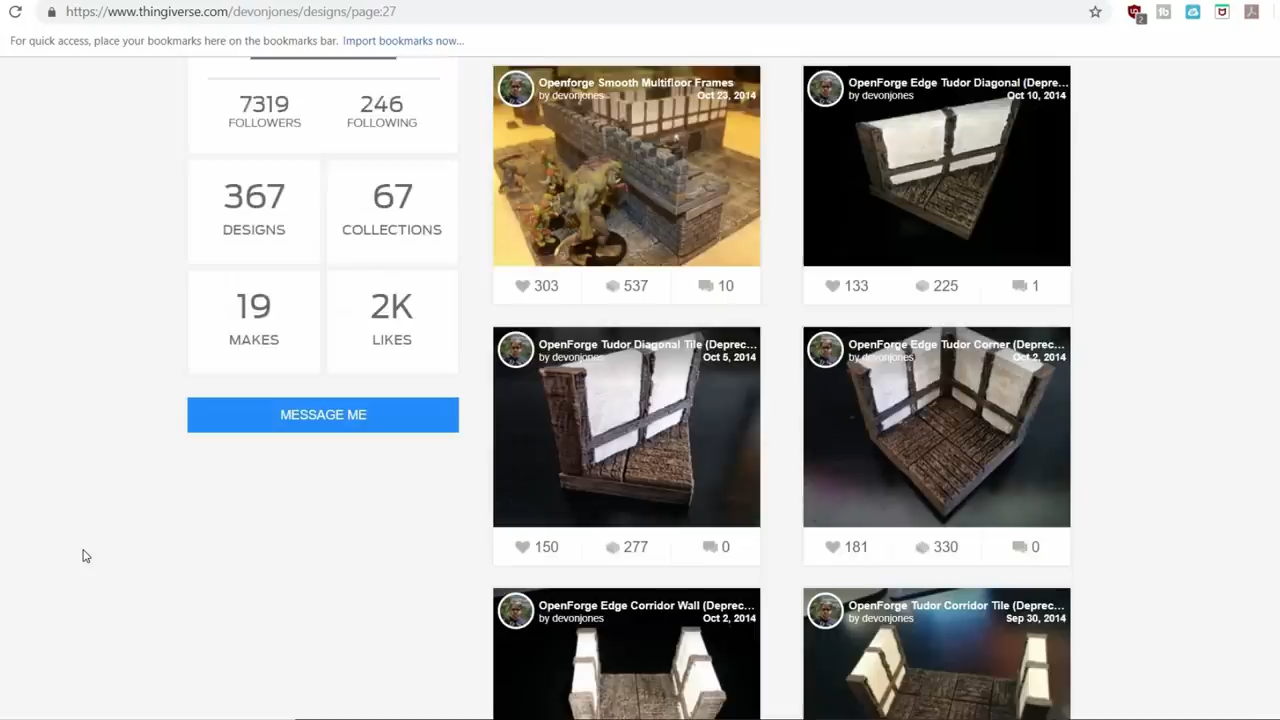 https://www.thingiverse.com/devonjones/designs/page:27
2
For quick access, place your bookmarks here on the bookmarks bar. Import bookmarks now...
7319
FOLLOWERS
246
FOLLOWING
367
DESIGNS
67
COLLECTIONS
19
MAKES
2K
LIKES
MESSAGE ME
Openforge Smooth Multifloor Frames
by devonjones
Oct 23, 2014
303
537
10
OpenForge Edge Tudor Diagonal (Depre...
by devonjones
Oct 10, 2014
133
225
1
OpenForge Tudor Diagonal Tile (Deprec...
by devonjones
Oct 5, 2014
150
277
0
OpenForge Edge Tudor Corner (Deprec...
by devonjones
Oct 2, 2014
181
330
0
OpenForge Edge Corridor Wall (Deprec...
by devonjones
Oct 2, 2014
OpenForge Tudor Corridor Tile (Deprec...
by devonjones
Sep 30, 2014